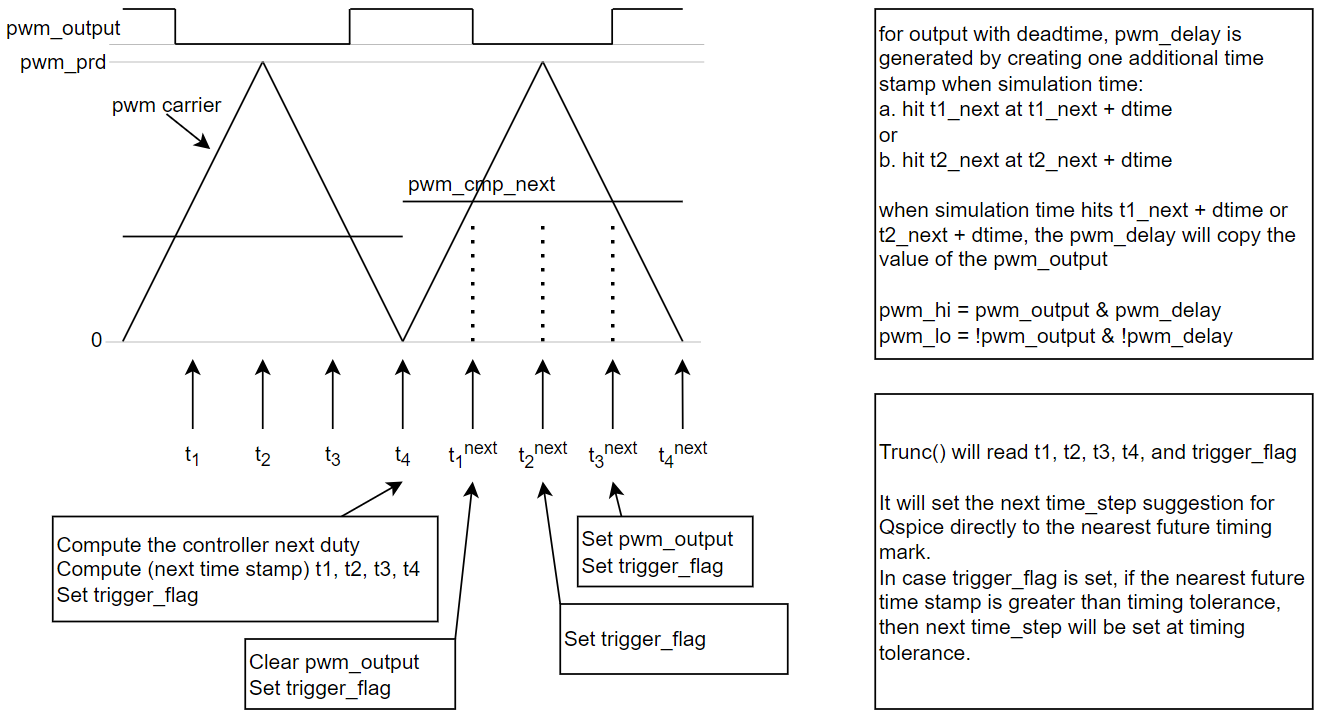 pwm_output
pwm_prd
pwm carrier
pwm_cmp_next
0
t1
t2
t3
t4
t1next
t2next
t3next
t4next
Compute the controller next duty
Compute (next time stamp) t1, t2, t3, t4
Set trigger_flag
Clear pwm_output
Set trigger_flag
Set trigger_flag
Set pwm_output
Set trigger_flag
for output with deadtime, pwm_delay is
generated by creating one additional time
stamp when simulation time:
a. hit t1_next at t1_next + dtime
or
b. hit t2_next at t2_next + dtime
when simulation time hits t1_next + dtime or
t2_next + dtime, the pwm_delay will copy the
value of the pwm_output
pwm_hi = pwm_output & pwm_delay
pwm_lo = !pwm_output & !pwm_delay
Trunc() will read t1, t2, t3, t4, and trigger_flag
It will set the next time_step suggestion for
Qspice directly to the nearest future timing
mark.
In case trigger_flag is set, if the nearest future
time stamp is greater than timing tolerance,
then next time_step will be set at timing
tolerance.